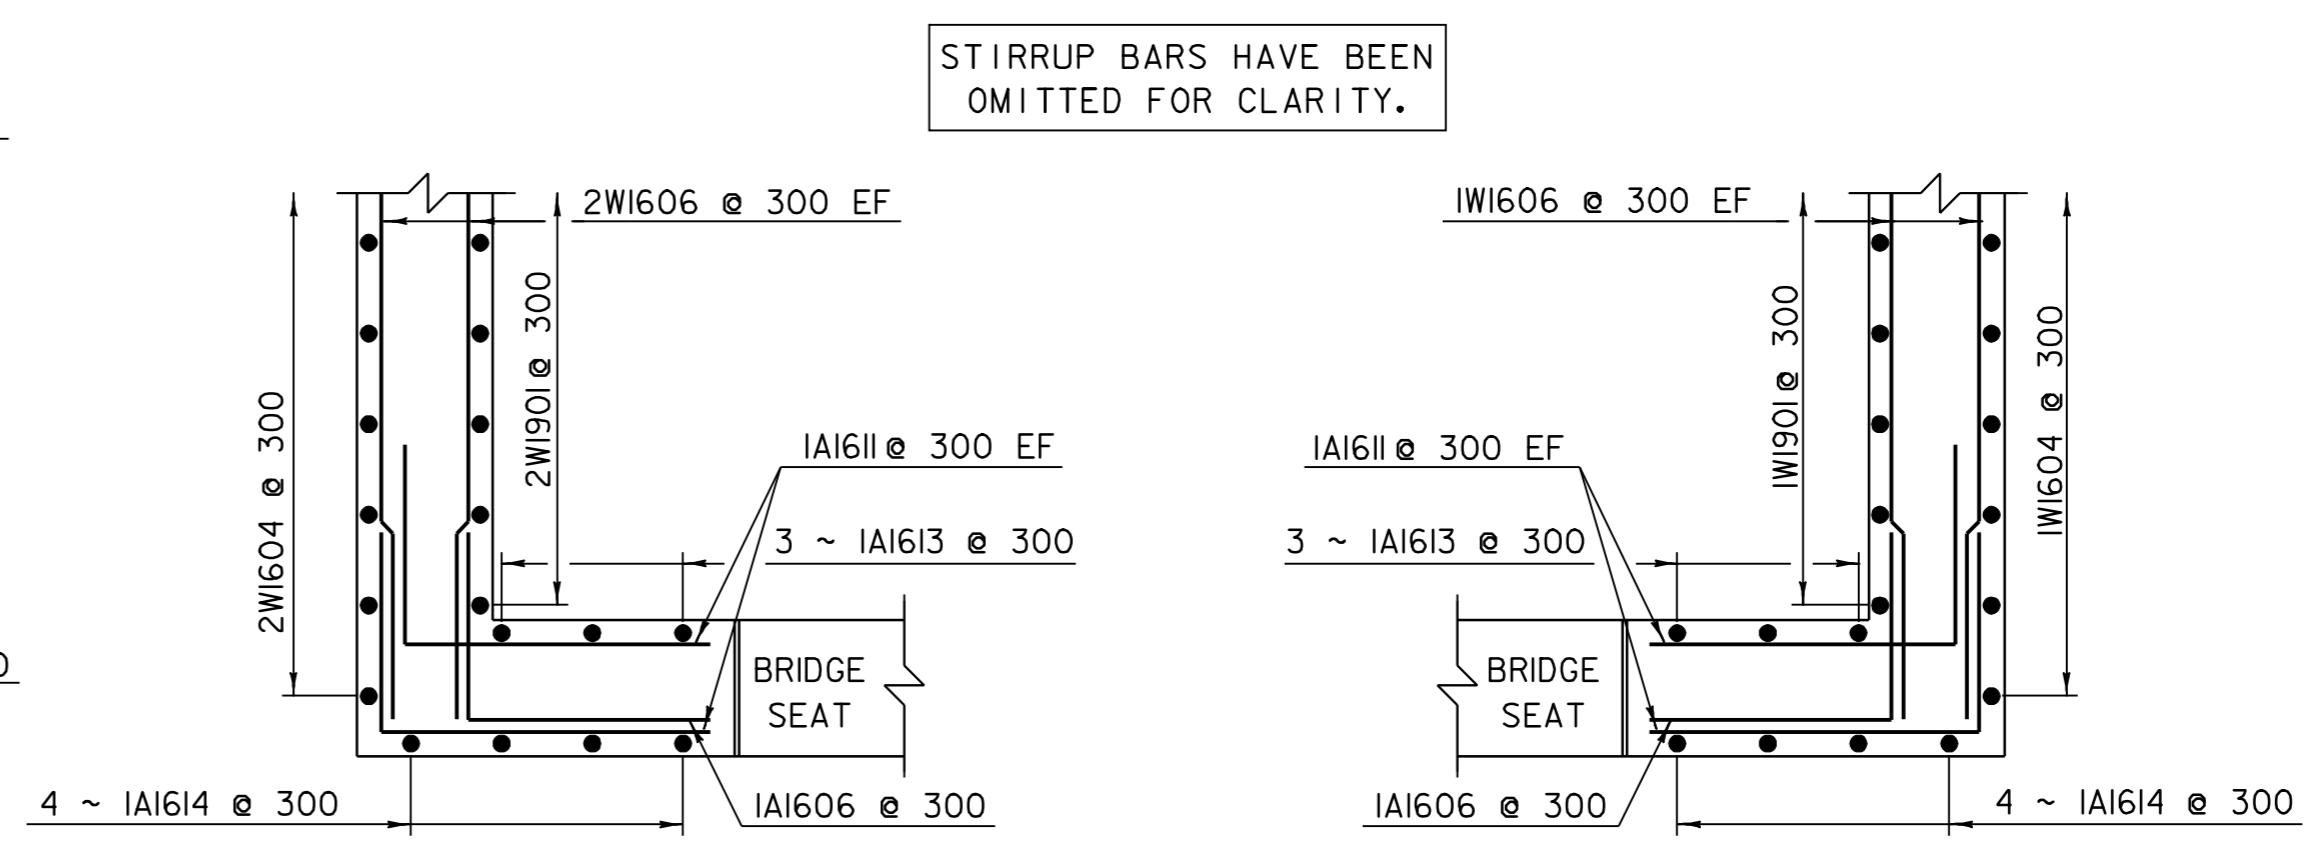 STIRRUP BARS HAVE BEEN
OMITTED FOR CLARITY.
2W1606 @ 300 EF
2W1604 @ 300
2W1901 @ 300
1A1611 @ 300 EF
3 ~ 1A1613 @ 300
BRIDGE
SEAT
4 ~ 1A1614 @ 300
1A1606 @ 300
1W1606 @ 300 EF
1W1901 @ 300
1W1604 @ 300
1A1611 @ 300 EF
3 ~ 1A1613 @ 300
BRIDGE
SEAT
1A1606 @ 300
4 ~ 1A1614 @ 300